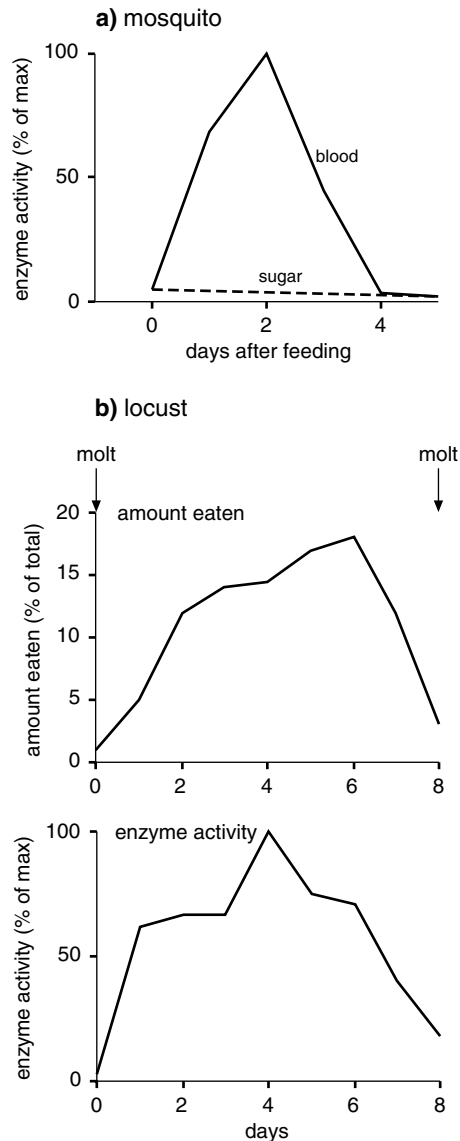 a) mosquito
enzyme activity (% of max)
100
50
0
blood
sugar
0 2 4
days after feeding
b) locust
molt molt
amount eaten (% of total)
20
15
10
5
0
amount eaten
0 2 4 6 8
enzyme activity (% of max)
100
50
0
enzyme activity
0 2 4 6 8
days